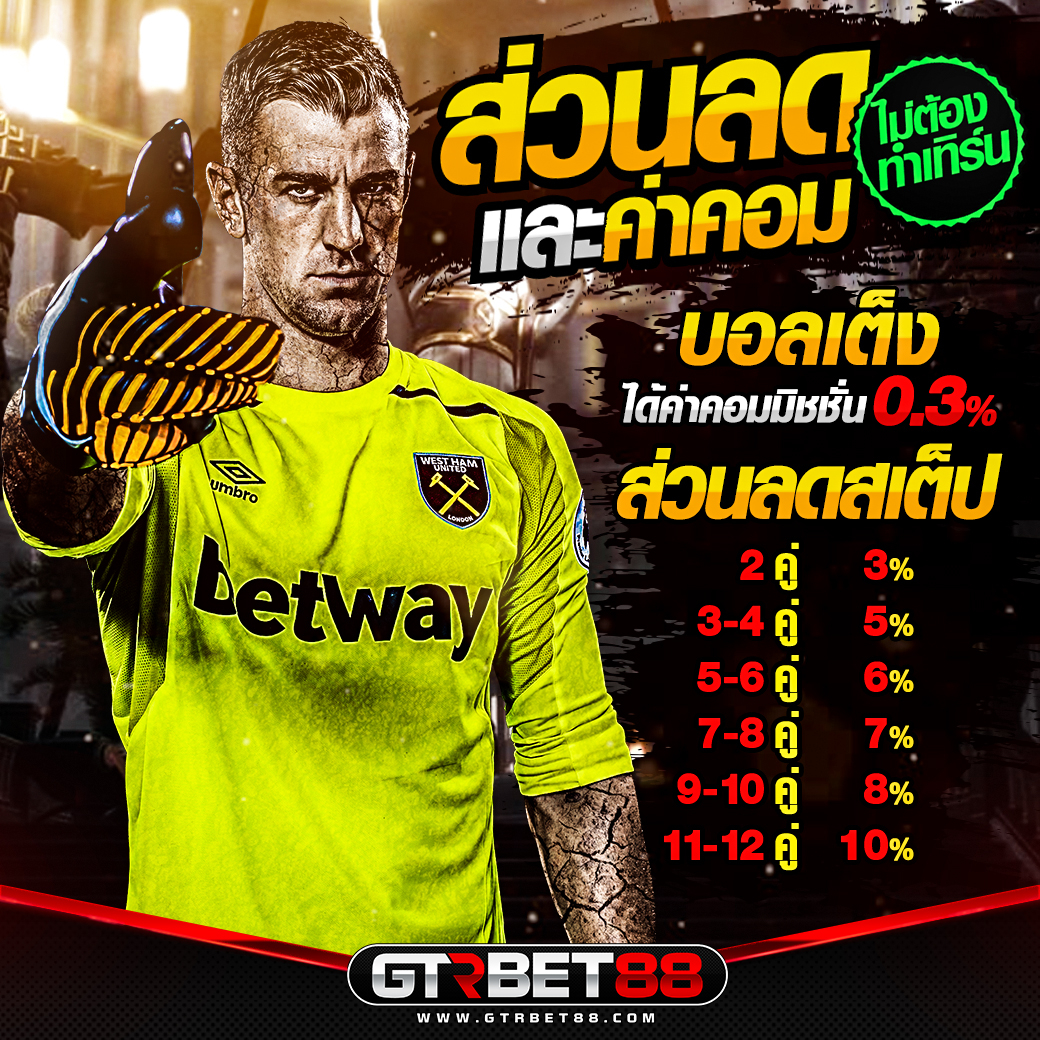 ส่วนลด
และค่าคอม
ไม่ต้อง
ทำเทิร์น
บอลเต็ง
ได้ค่าคอมมิชชั่น 0.3%
ส่วนลดสเต็ป
2 คู่ 3%
3-4 คู่ 5%
5-6 คู่ 6%
7-8 คู่ 7%
9-10 คู่ 8%
11-12 คู่ 10%
umbro
WEST HAM
UNITED
LONDON
betway
GTRBET88
WWW.GTRBET88.COM